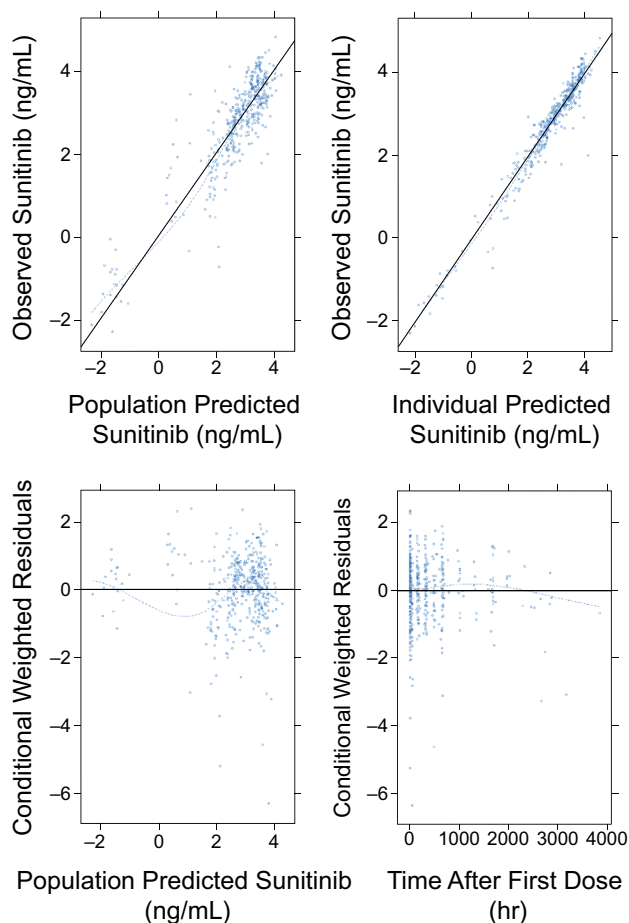 Observed Sunitinib (ng/mL)
4
2
0
−2
−2 0 2 4
Population Predicted
Sunitinib (ng/mL)
Observed Sunitinib (ng/mL)
4
2
0
−2
−2 0 2 4
Individual Predicted
Sunitinib (ng/mL)
Conditional Weighted Residuals
2
0
−2
−4
−6
−2 0 2 4
Population Predicted Sunitinib
(ng/mL)
Conditional Weighted Residuals
2
0
−2
−4
−6
0 1000 2000 3000 4000
Time After First Dose
(hr)